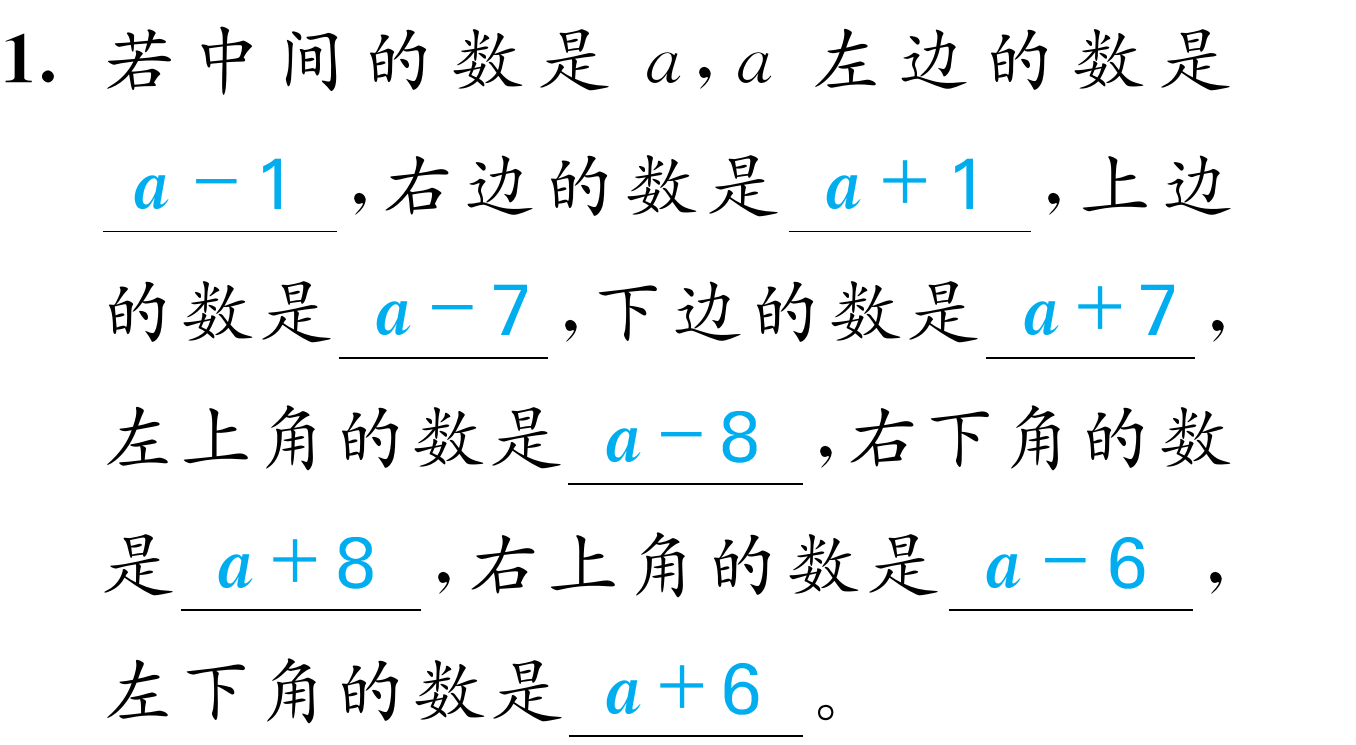 1. 若中间的数是 a,a 左边的数是
a－1,右边的数是 a＋1,上边
的数是 a－7,下边的数是 a＋7,
左上角的数是 a－8,右下角的数
是 a＋8,右上角的数是 a－6,
左下角的数是 a＋6。